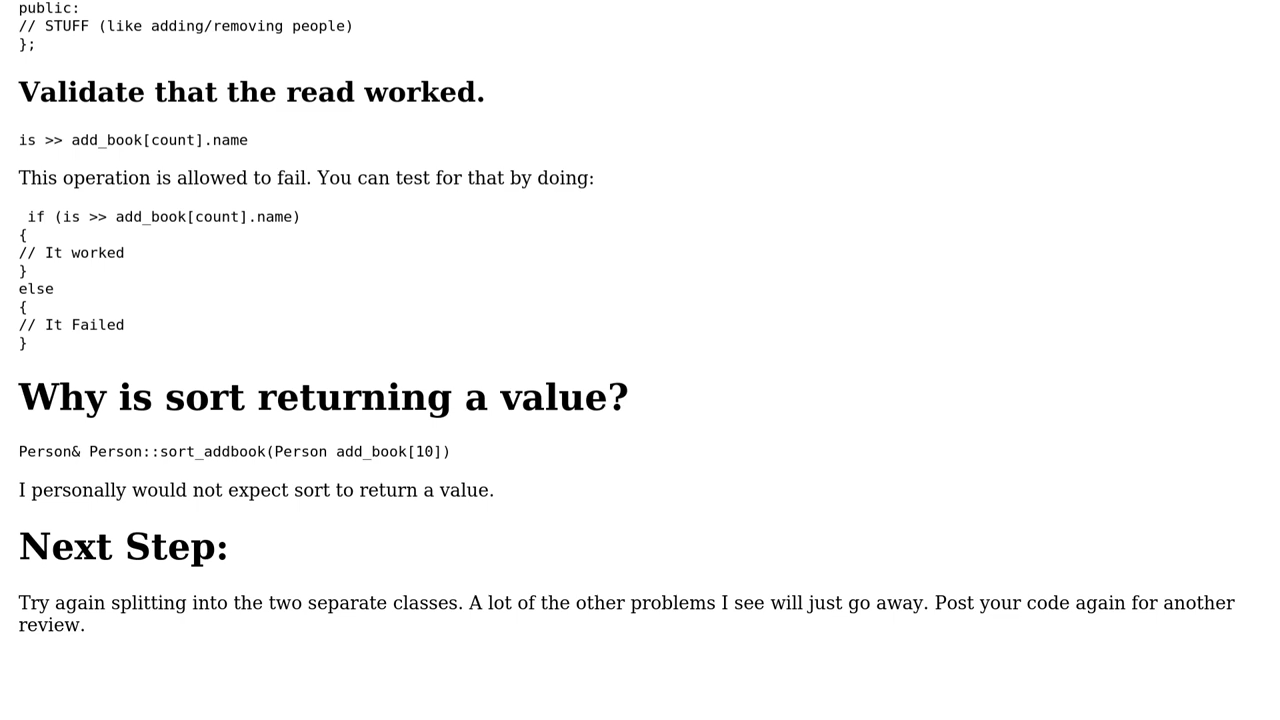 public:
// STUFF (like adding/removing people)
};
Validate that the read worked.
is >> add_book[count].name
This operation is allowed to fail. You can test for that by doing:
if (is >> add_book[count].name)
{
// It worked
}
else
{
// It Failed
}
Why is sort returning a value?
Person& Person::sort_addbook(Person add_book[10])
I personally would not expect sort to return a value.
Next Step:
Try again splitting into the two separate classes. A lot of the other problems I see will just go away. Post your code again for another
review.